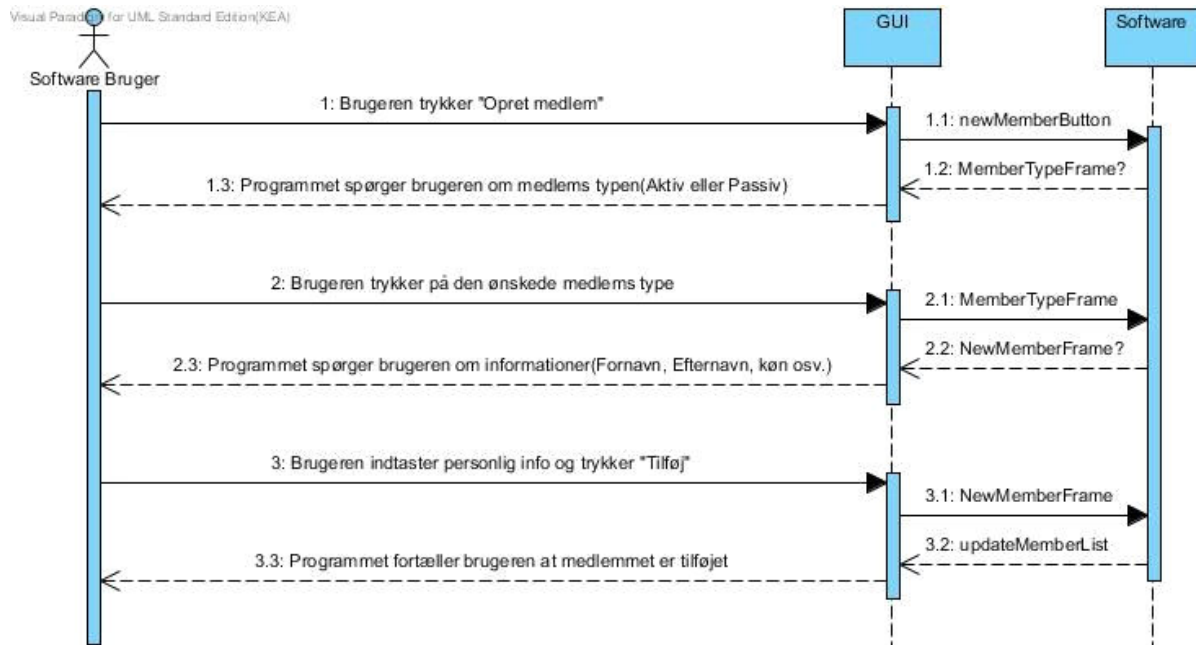 Visual Paradigm for UML Standard Edition(KEA)
GUI
Software
Software Bruger
1: Brugeren trykker "Opret medlem"
1.1: newMemberButton
1.2: MemberTypeFrame?
1.3: Programmet spørger brugeren om medlems typen(Aktiv eller Passiv)
2: Brugeren trykker på den ønskede medlems type
2.1: MemberTypeFrame
2.2: NewMemberFrame?
2.3: Programmet spørger brugeren om informationer(Fornavn, Efternavn, køn osv.)
3: Brugeren indtaster personlig info og trykker "Tilføj"
3.1: NewMemberFrame
3.2: updateMemberList
3.3: Programmet fortæller brugeren at medlemmet er tilføjet